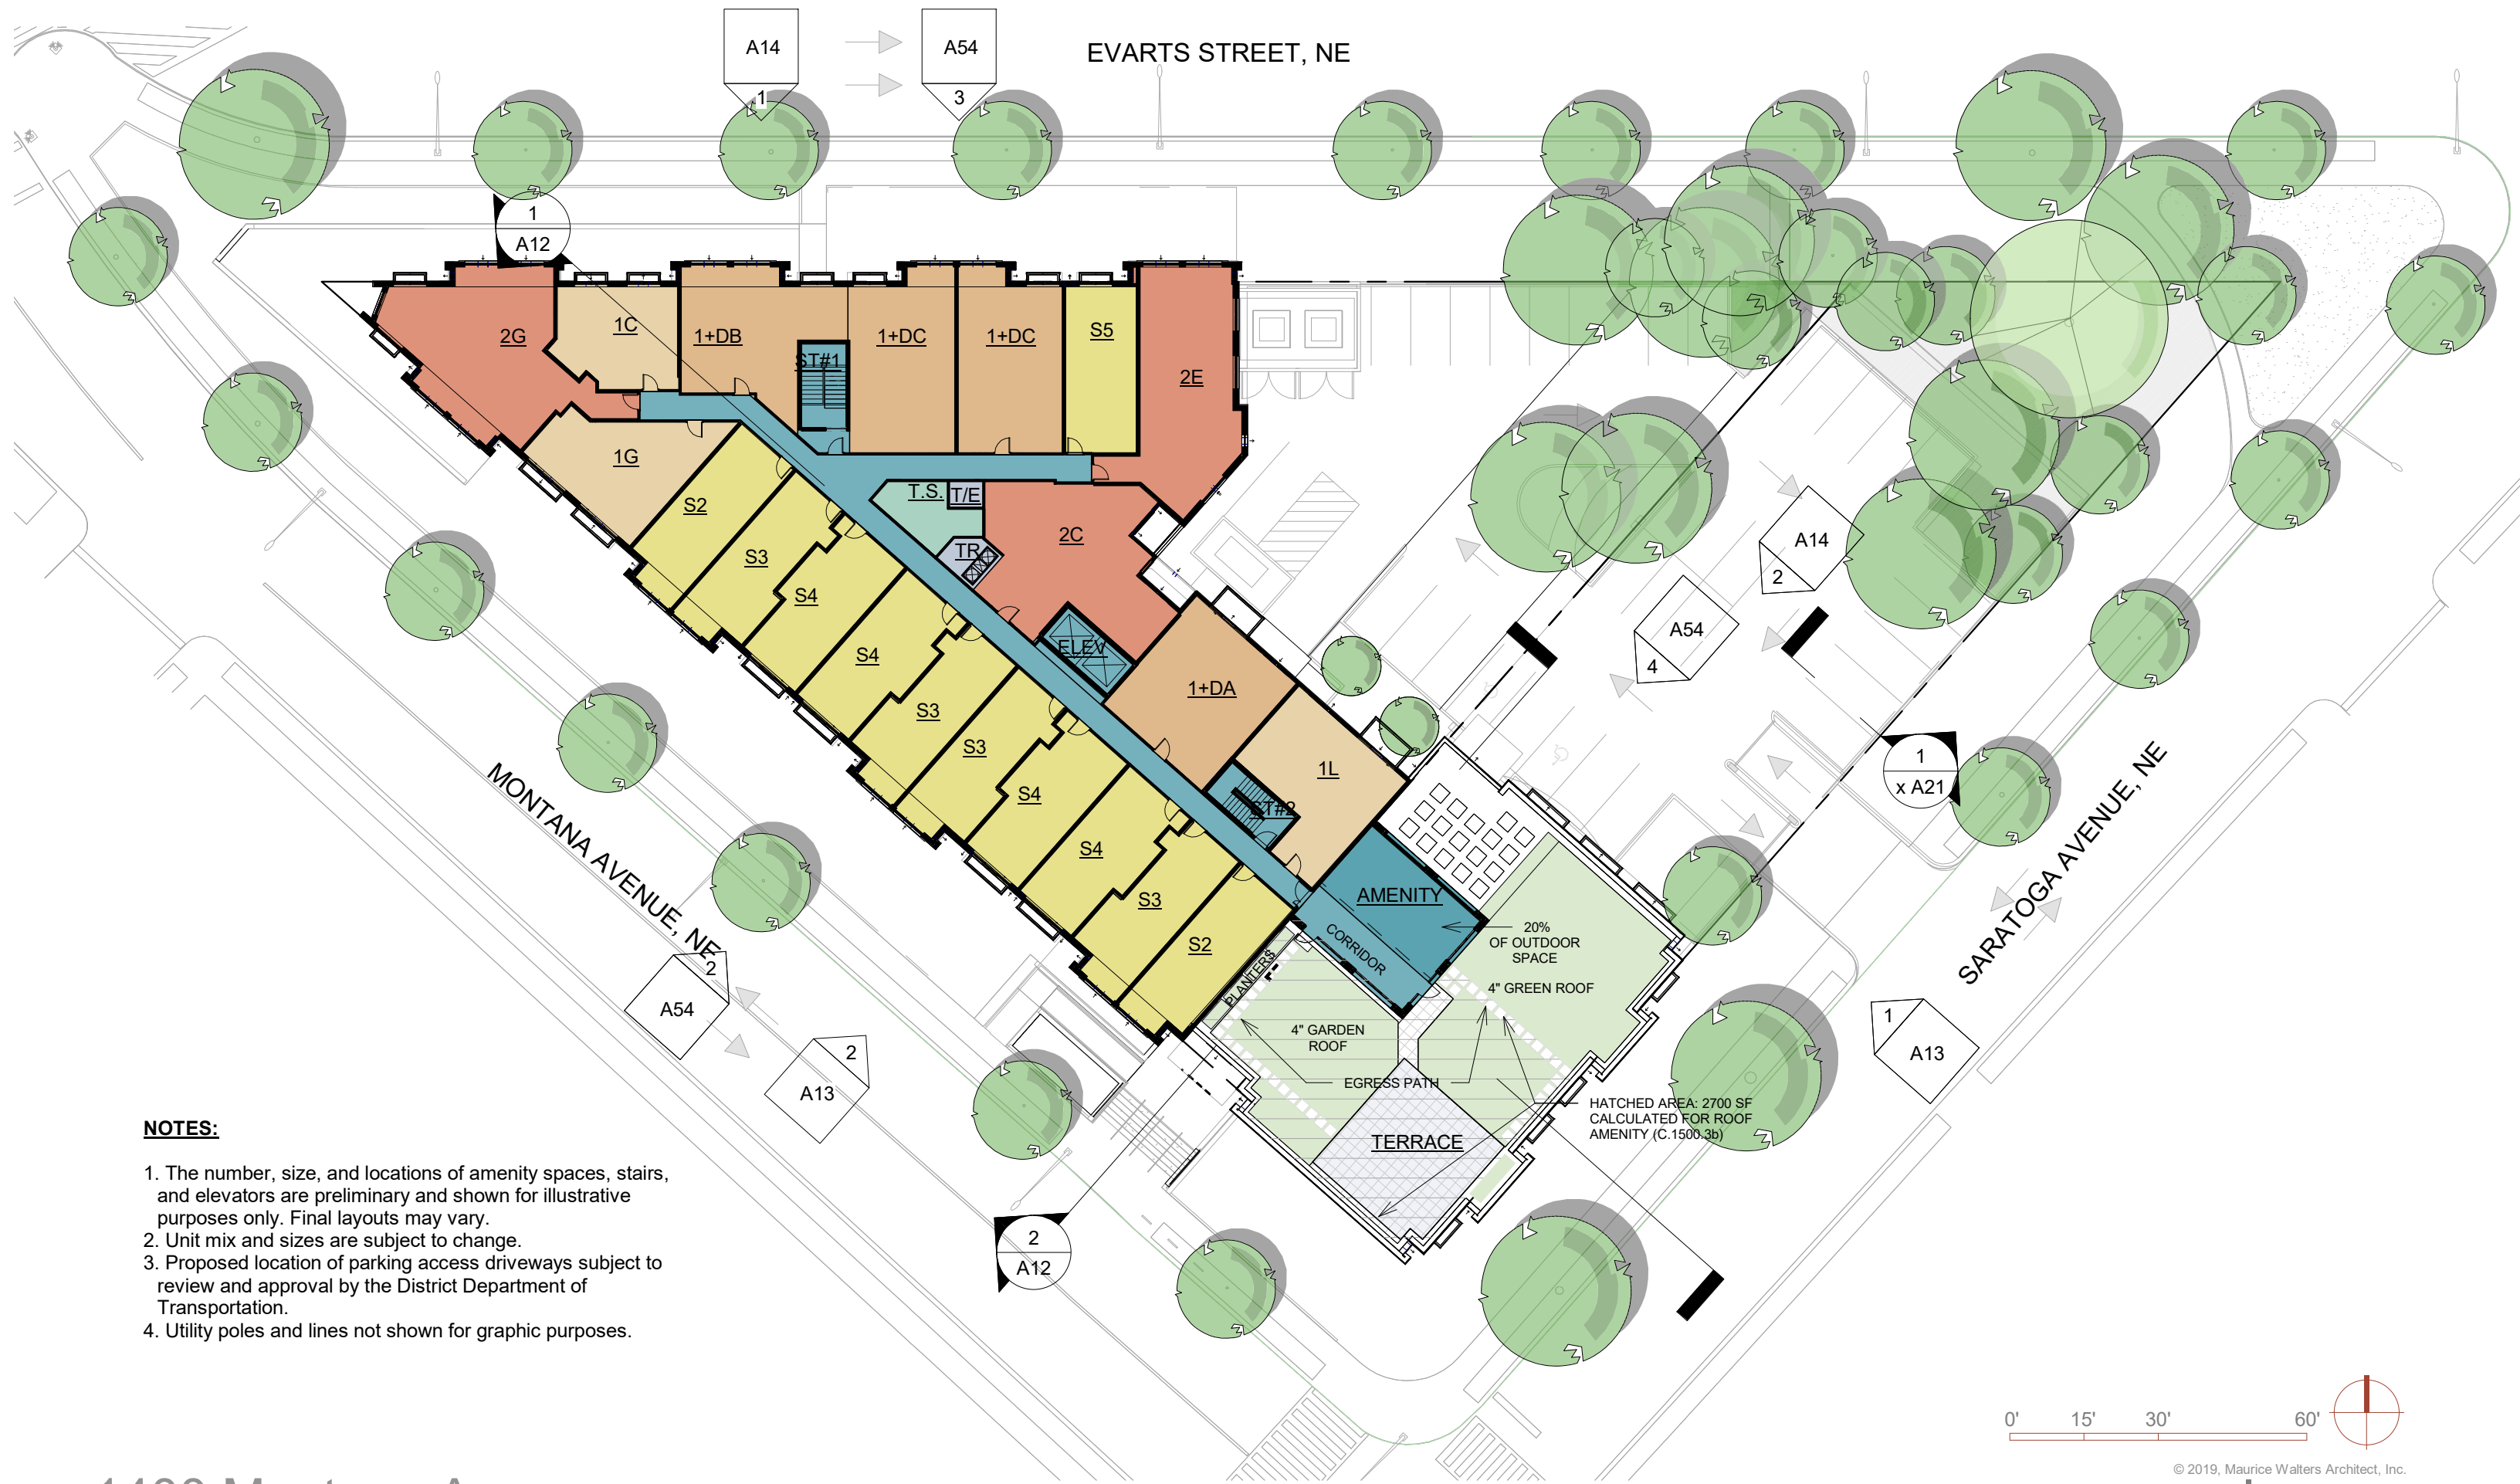 A14
1
A54
3
EVARTS STREET, NE
1
A12
2G
1C
1+DB
ST#1
1+DC
1+DC
S5
2E
1G
S2
S3
S4
S4
S3
S3
S4
S4
S3
S2
T.S.
T/E
TR
2C
ELEV
1+DA
1L
ST#2
AMENITY
CORRIDOR
PLANTERS
A14
2
A54
4
1
x A21
MONTANA AVENUE, NE
SARATOGA AVENUE, NE
20%
OF OUTDOOR
SPACE
4" GREEN ROOF
4" GARDEN
ROOF
EGRESS PATH
TERRACE
HATCHED AREA: 2700 SF
CALCULATED FOR ROOF
AMENITY (C.1500.3b)
2
A54
2
A13
1
A13
2
A12
NOTES:
1. The number, size, and locations of amenity spaces, stairs,
and elevators are preliminary and shown for illustrative
purposes only. Final layouts may vary.
2. Unit mix and sizes are subject to change.
3. Proposed location of parking access driveways subject to
review and approval by the District Department of
Transportation.
4. Utility poles and lines not shown for graphic purposes.
0' 15' 30' 60'
© 2019, Maurice Walters Architect, Inc.